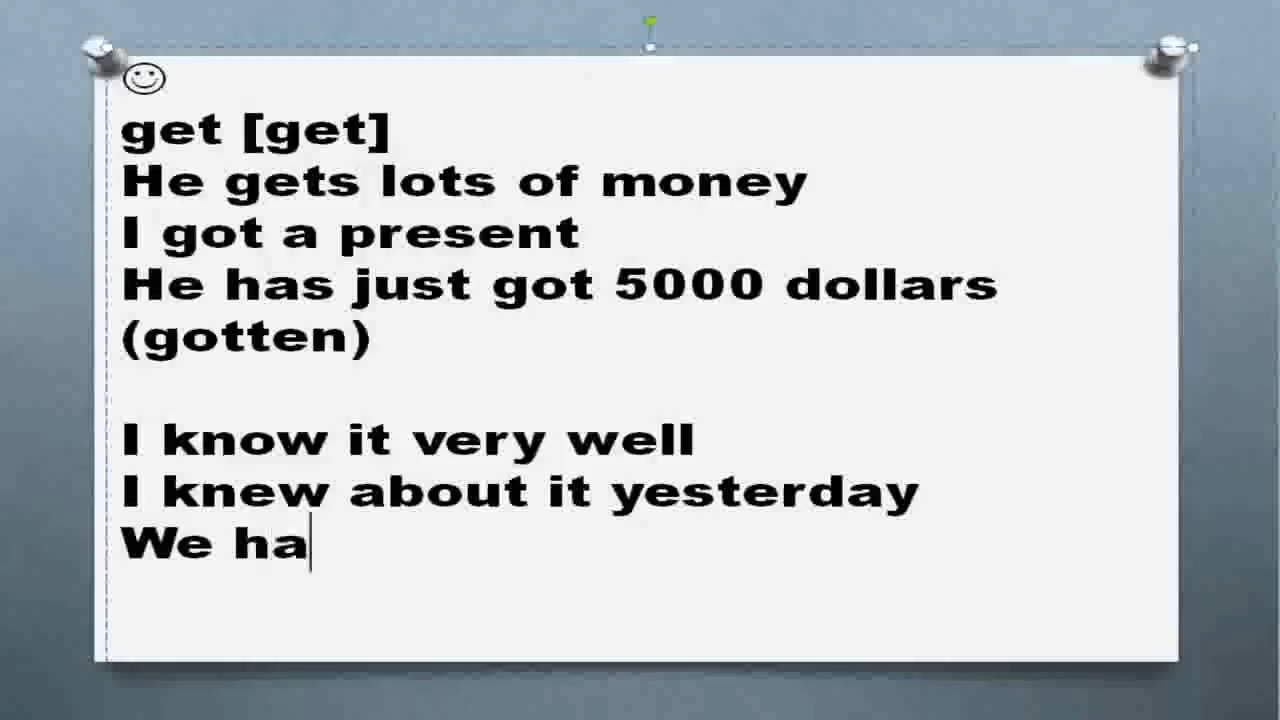 get [get]
He gets lots of money
I got a present
He has just got 5000 dollars
(gotten)
I know it very well
I knew about it yesterday
We ha